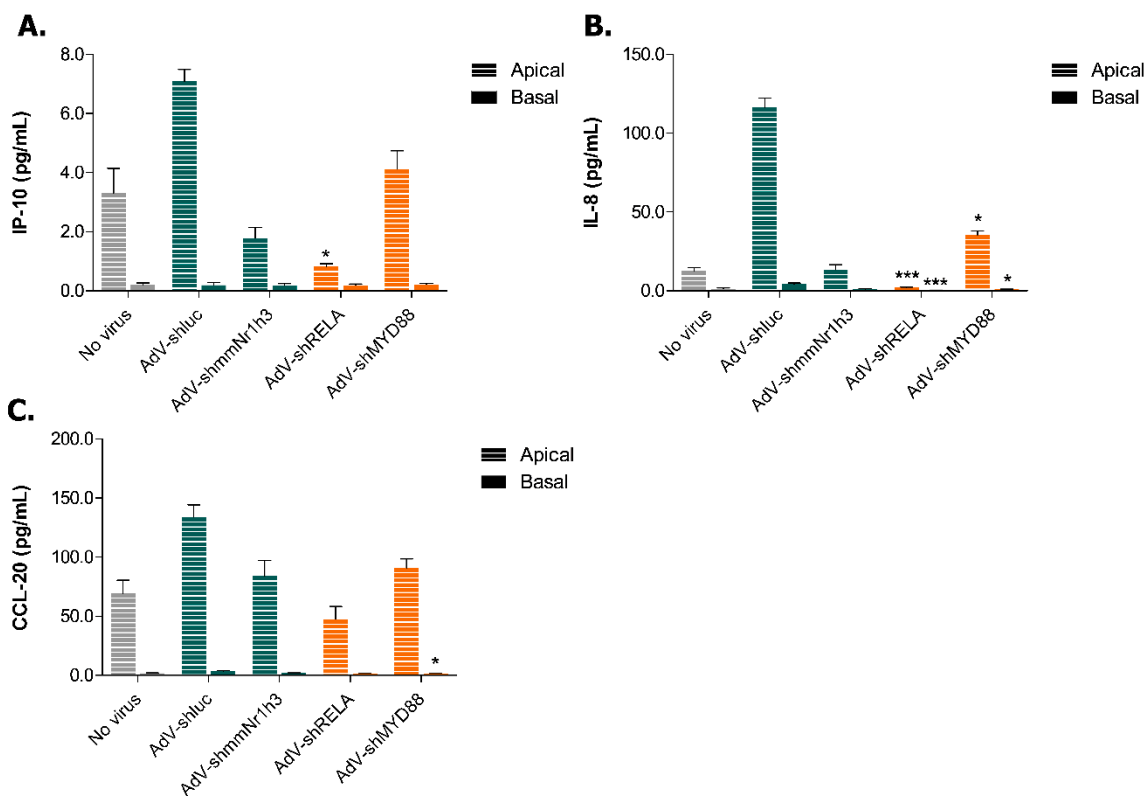 A.
8.0
6.0
4.0
2.0
0.0
IP-10 (pg/mL)
Apical
Basal
*
No virus
AdV-shluc
AdV-shmmNr1h3
AdV-shRELA
AdV-shMYD88
B.
150.0
100.0
50.0
0.0
IL-8 (pg/mL)
Apical
Basal
***
***
*
*
No virus
AdV-shluc
AdV-shmmNr1h3
AdV-shRELA
AdV-shMYD88
C.
200.0
150.0
100.0
50.0
0.0
CCL-20 (pg/mL)
Apical
Basal
*
No virus
AdV-shluc
AdV-shmmNr1h3
AdV-shRELA
AdV-shMYD88